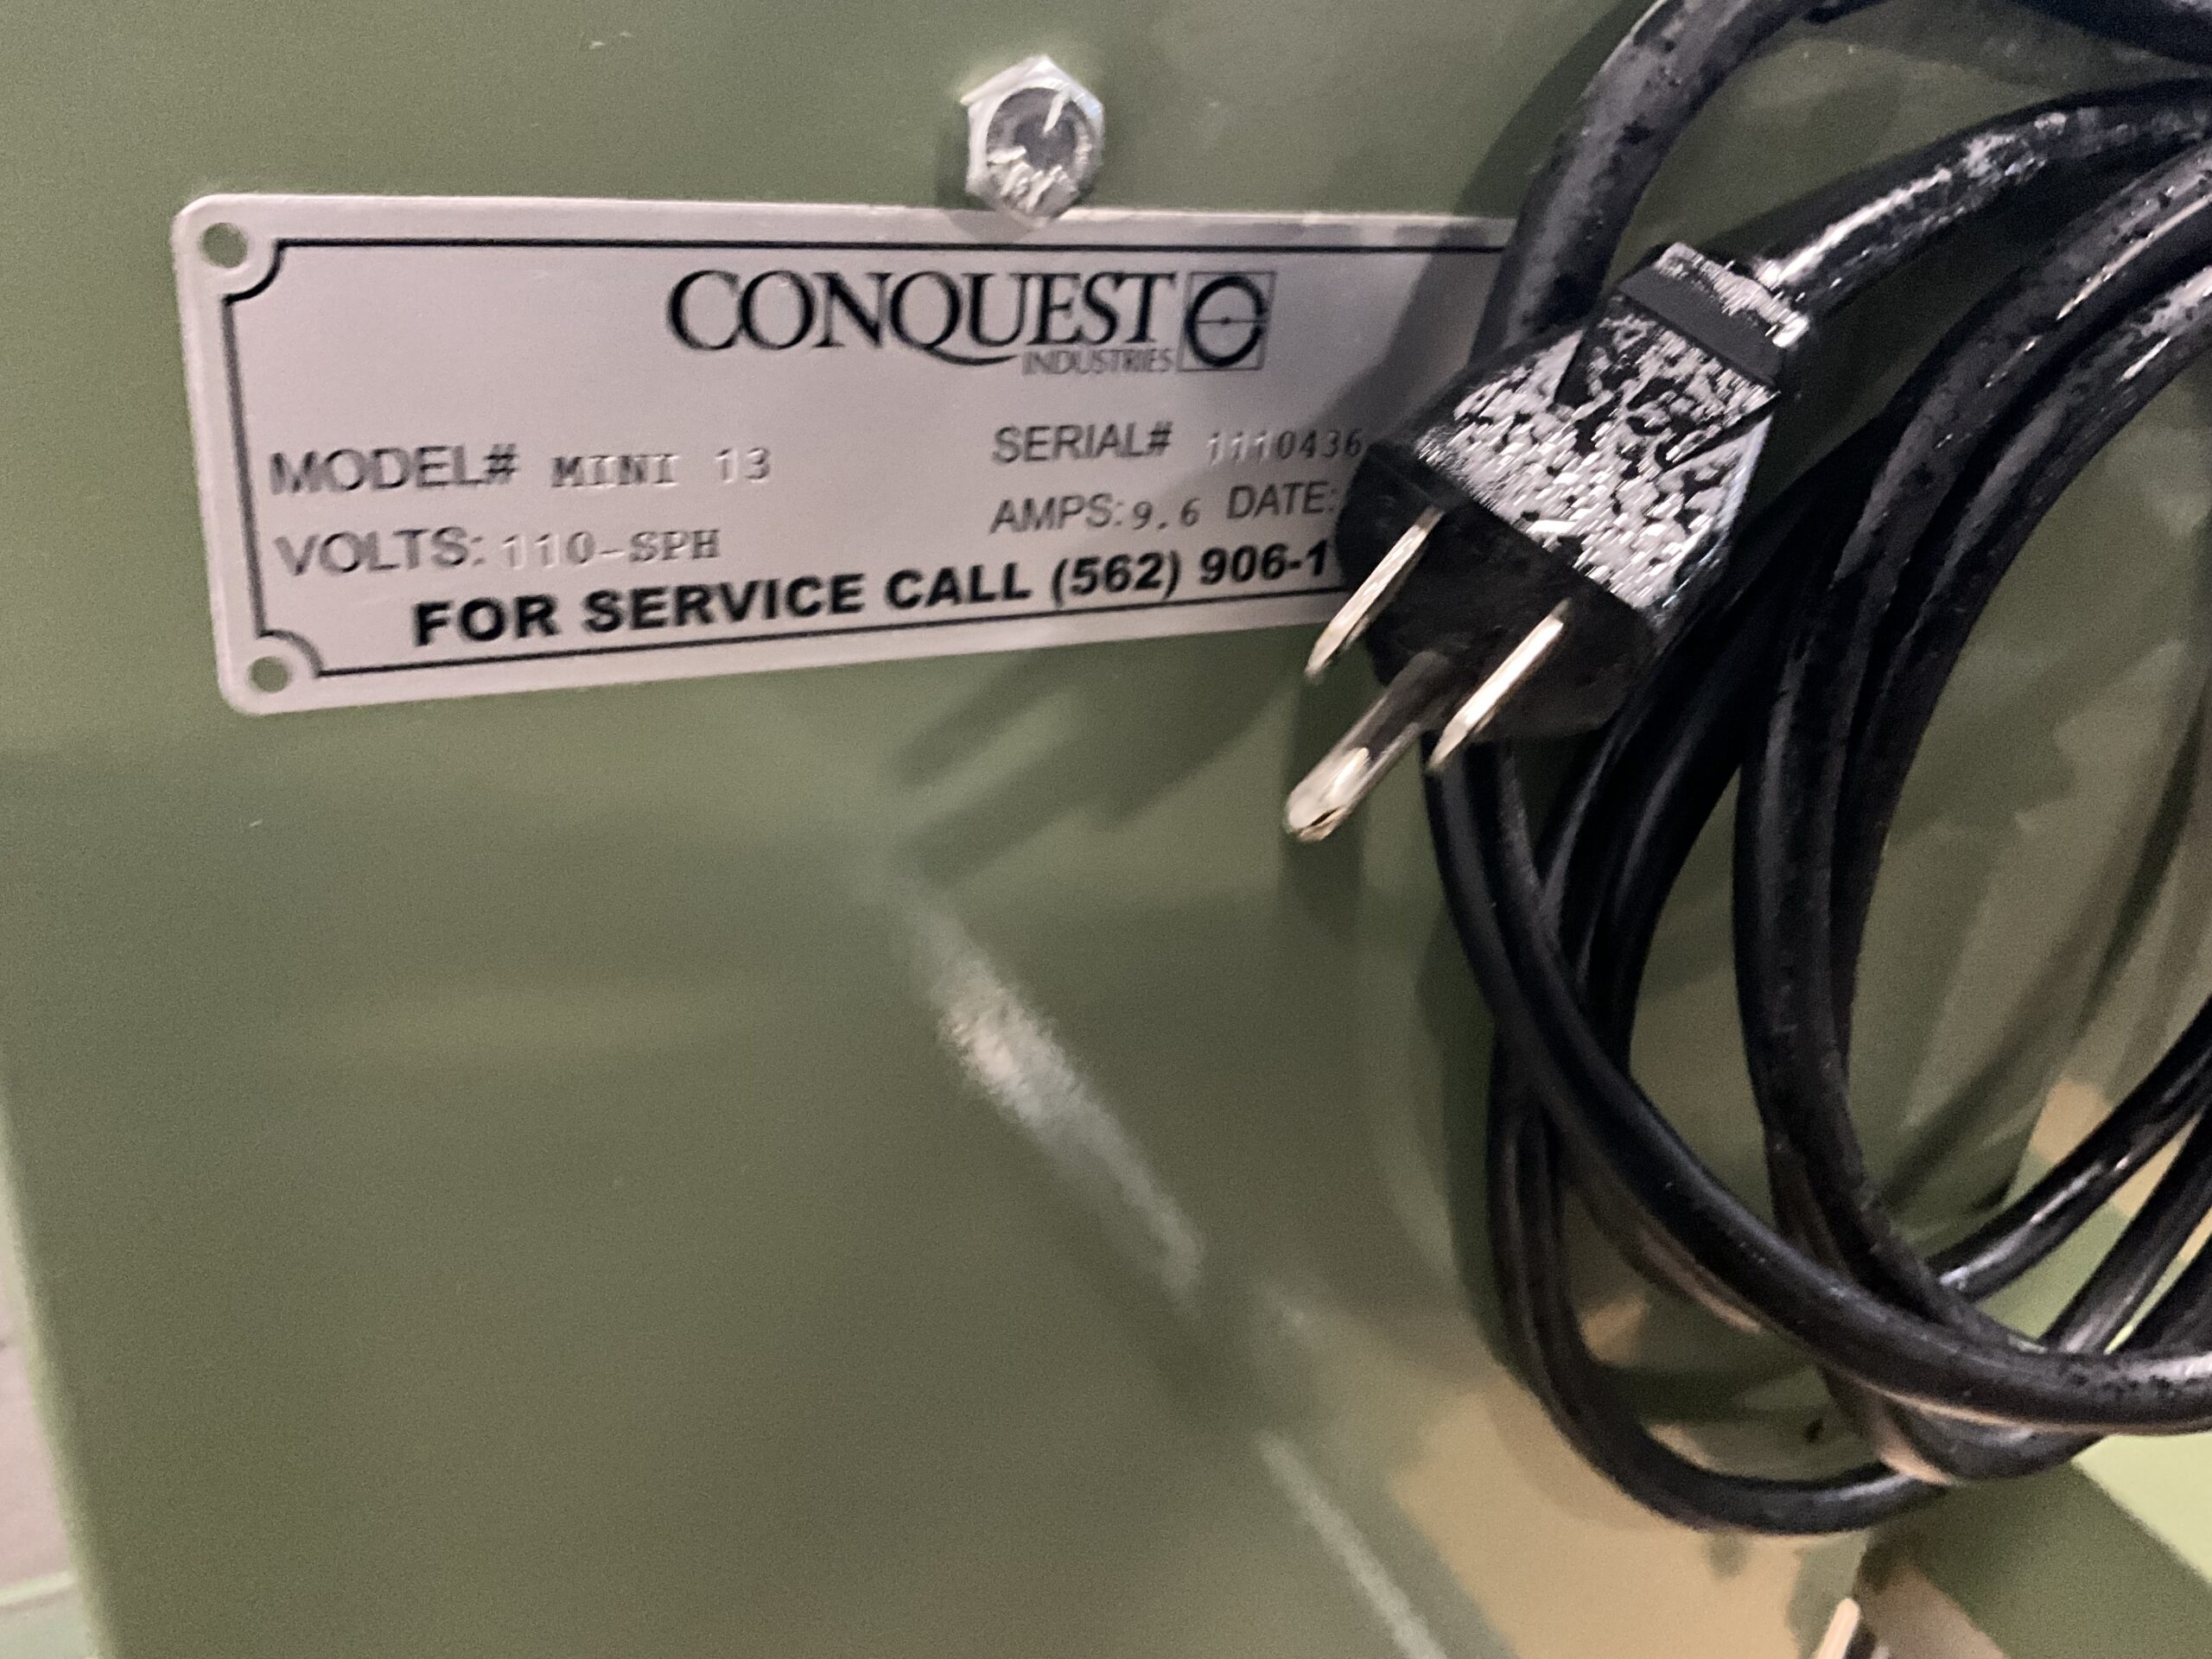 CONQUEST
INDUSTRIES
MODEL# MINI 13
SERIAL# 1110436
VOLTS: 110-SPH
AMPS: 9.6 DATE:
FOR SERVICE CALL (562) 906-1